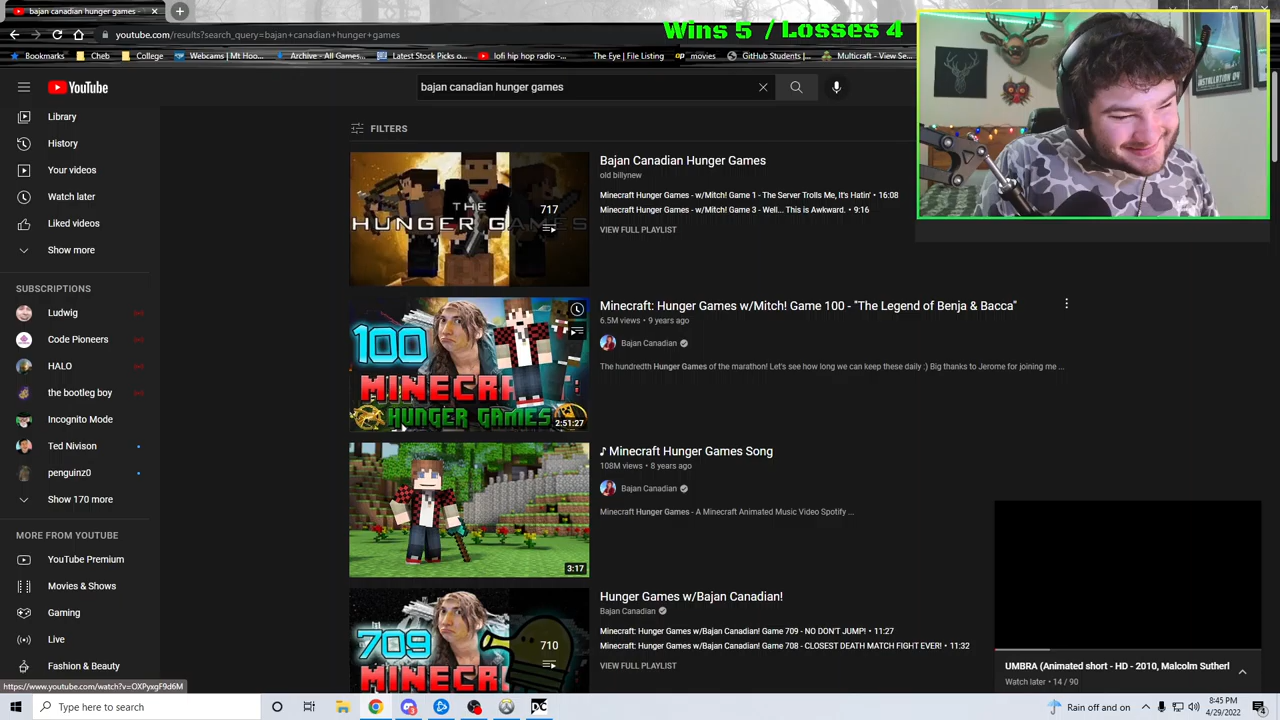 bajan canadian hunger games - Yo
youtube.com/results?search_query=bajan+canadian+hunger+games
Wins 5 / Losses 4
Bookmarks
Cheb
College
Webcams | Mt Hoo...
Archive - All Games...
Latest Stock Picks o...
lofi hip hop radio -...
The Eye | File Listing
op movies
GitHub Students |...
Multicraft - View Se...
INSTALLATION 04
YouTube
bajan canadian hunger games
Library
History
Your videos
Watch later
Liked videos
Show more
SUBSCRIPTIONS
Ludwig
Code Pioneers
HALO
the bootleg boy
Incognito Mode
Ted Nivison
penguinz0
Show 170 more
MORE FROM YOUTUBE
YouTube Premium
Movies & Shows
Gaming
Live
Fashion & Beauty
https://www.youtube.com/watch?v=OXPyxgF9d6M
FILTERS
THE
HUNGER GAMES
717
Bajan Canadian Hunger Games
old billynew
Minecraft Hunger Games - w/Mitch! Game 1 - The Server Trolls Me, It's Hatin' • 16:08
Minecraft Hunger Games - w/Mitch! Game 3 - Well... This is Awkward. • 9:16
VIEW FULL PLAYLIST
100
MINECRA
HUNGER GAMES
2:51:27
Minecraft: Hunger Games w/Mitch! Game 100 - "The Legend of Benja & Bacca"
6.5M views • 9 years ago
Bajan Canadian
The hundredth Hunger Games of the marathon! Let's see how long we can keep these daily :) Big thanks to Jerome for joining me ...
3:17
♪ Minecraft Hunger Games Song
108M views • 8 years ago
Bajan Canadian
Minecraft Hunger Games - A Minecraft Animated Music Video Spotify ...
709
MINECRA
710
Hunger Games w/Bajan Canadian!
Bajan Canadian
Minecraft: Hunger Games w/Bajan Canadian! Game 709 - NO DON'T JUMP! • 11:27
Minecraft: Hunger Games w/Bajan Canadian! Game 708 - CLOSEST DEATH MATCH FIGHT EVER! • 11:32
VIEW FULL PLAYLIST
UMBRA (Animated short - HD - 2010, Malcolm Sutherl
Watch later • 14 / 90
Type here to search
DC
Rain off and on
8:45 PM
4/29/2022
4